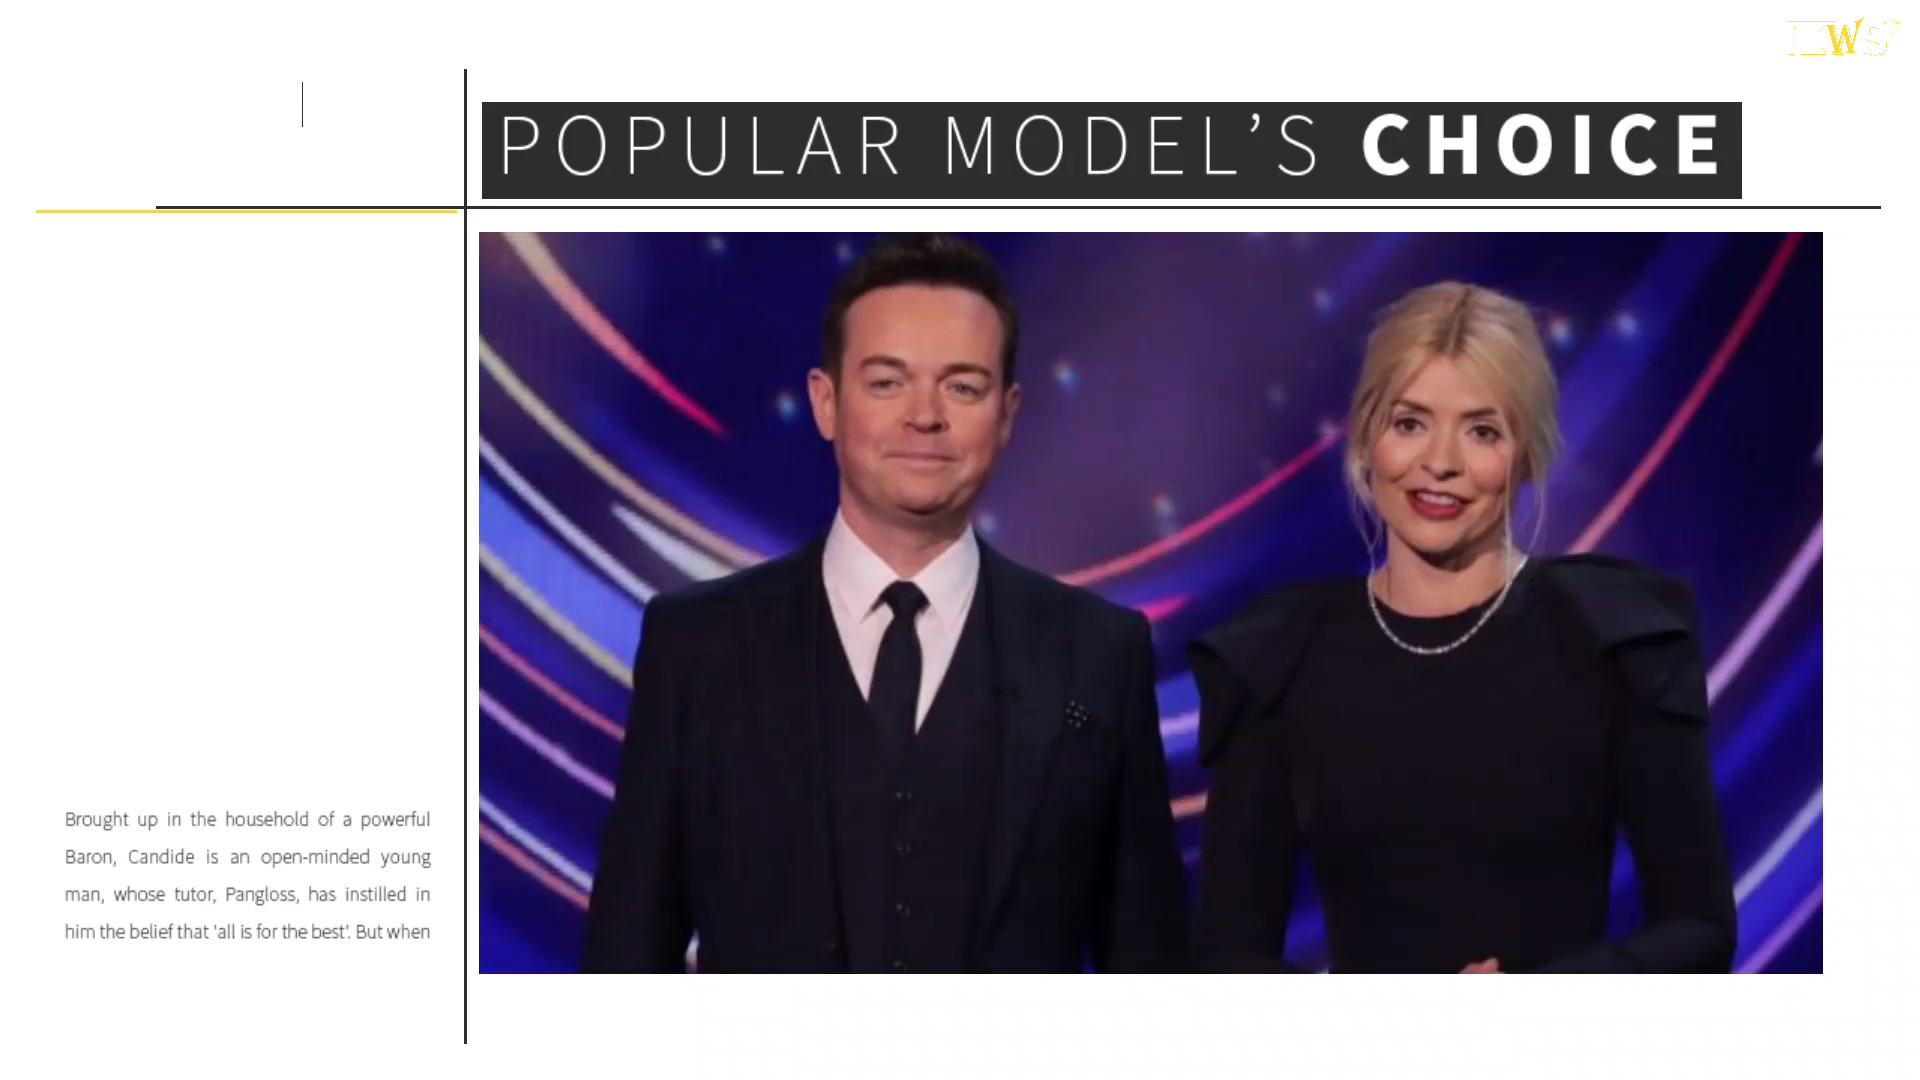 POPULAR MODEL’S CHOICE
Brought up in the household of a powerful
Baron, Candide is an open-minded young
man, whose tutor, Pangloss, has instilled in
him the belief that 'all is for the best'. But when